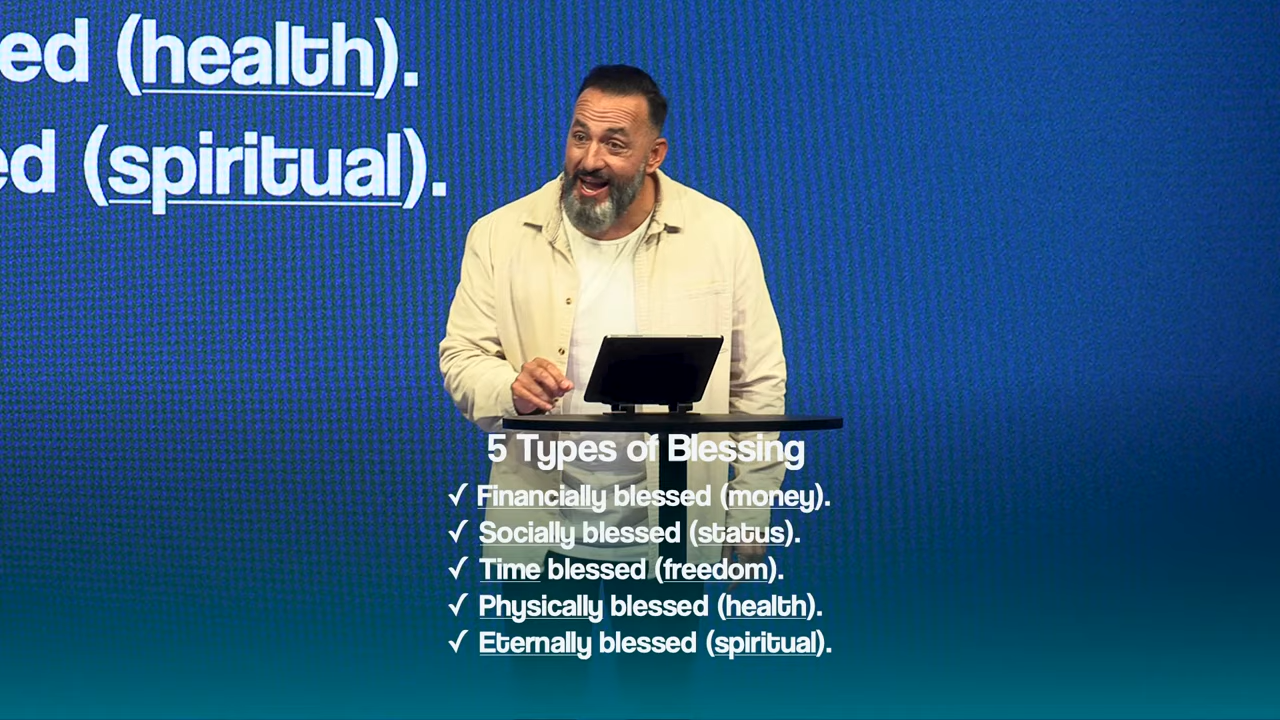 ed (health).
ed (spiritual).
5 Types of Blessing
✓ Financially blessed (money).
✓ Socially blessed (status).
✓ Time blessed (freedom).
✓ Physically blessed (health).
✓ Eternally blessed (spiritual).